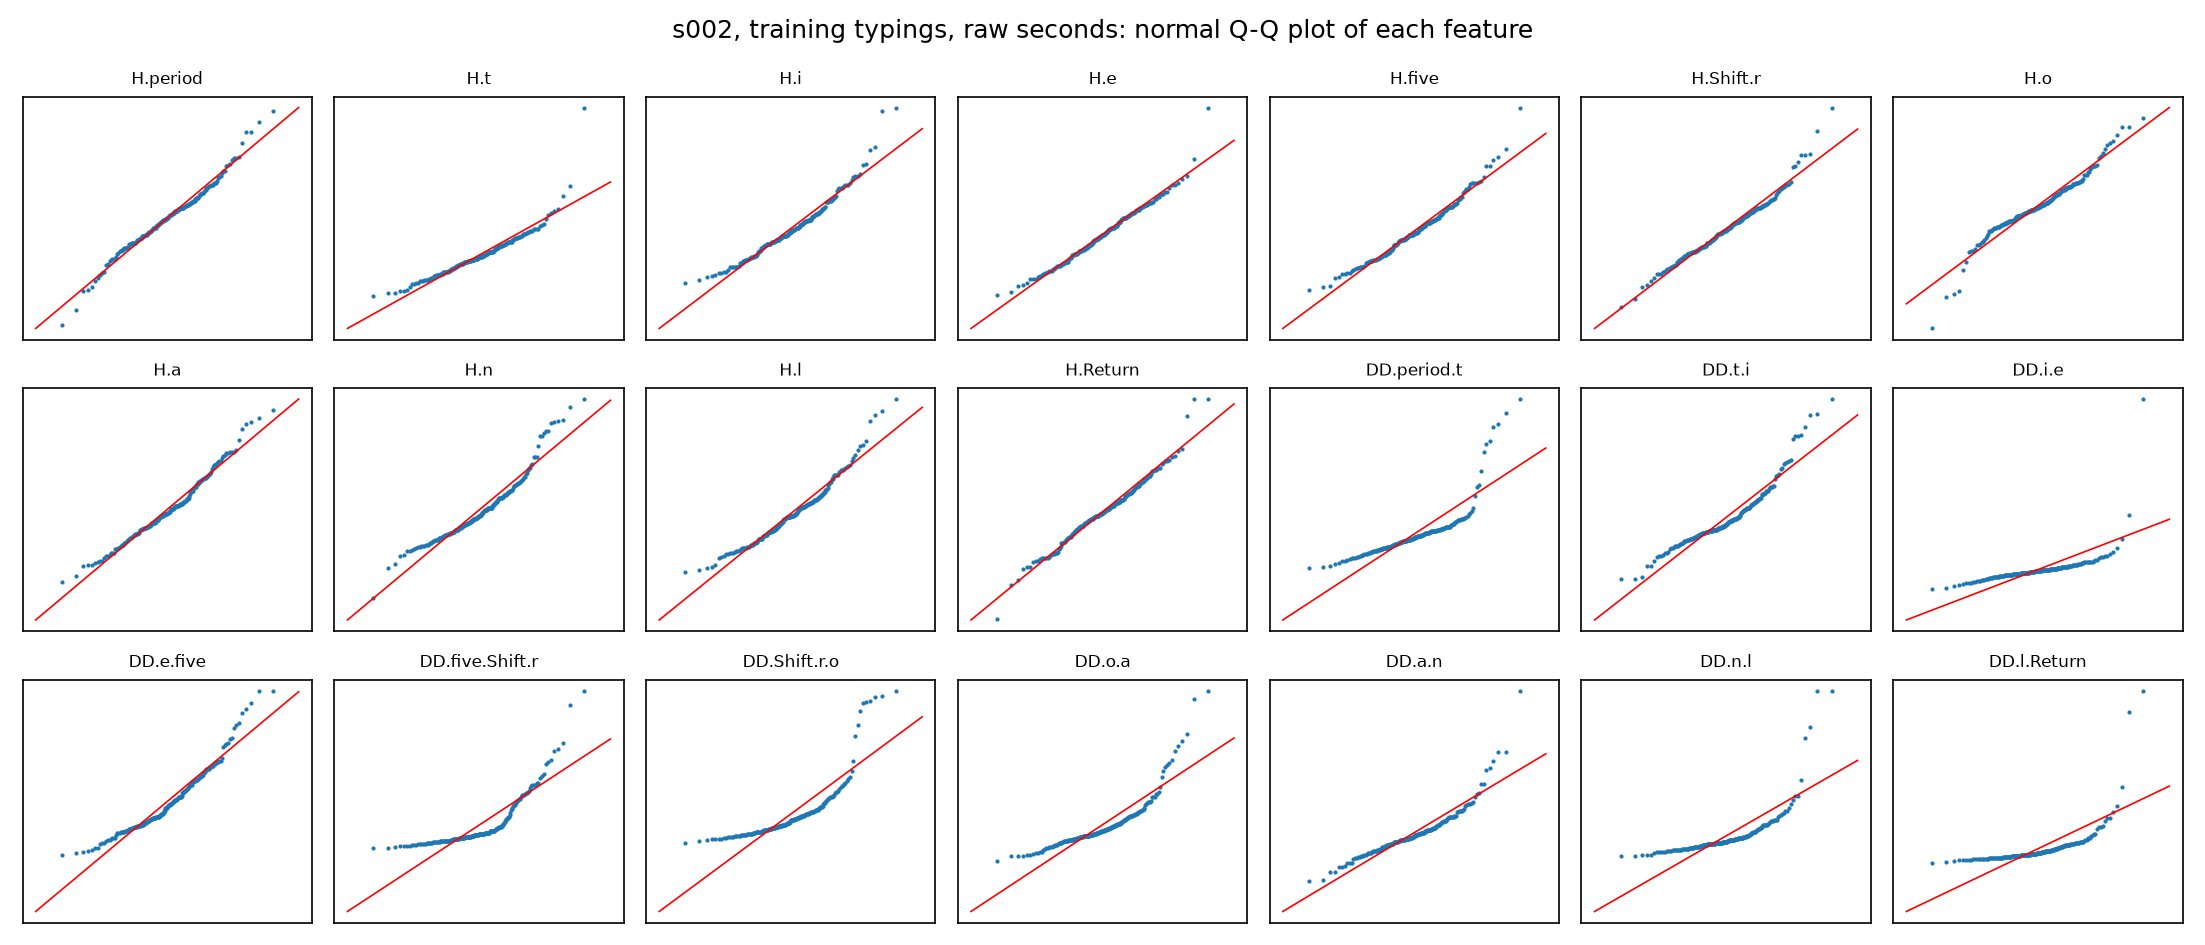 s002, training typings, raw seconds: normal Q-Q plot of each feature
H.period H.t H.i H.e H.five H.Shift.r H.o
H.a H.n H.l H.Return DD.period.t DD.t.i DD.i.e
DD.e.five DD.five.Shift.r DD.Shift.r.o DD.o.a DD.a.n DD.n.l DD.l.Return